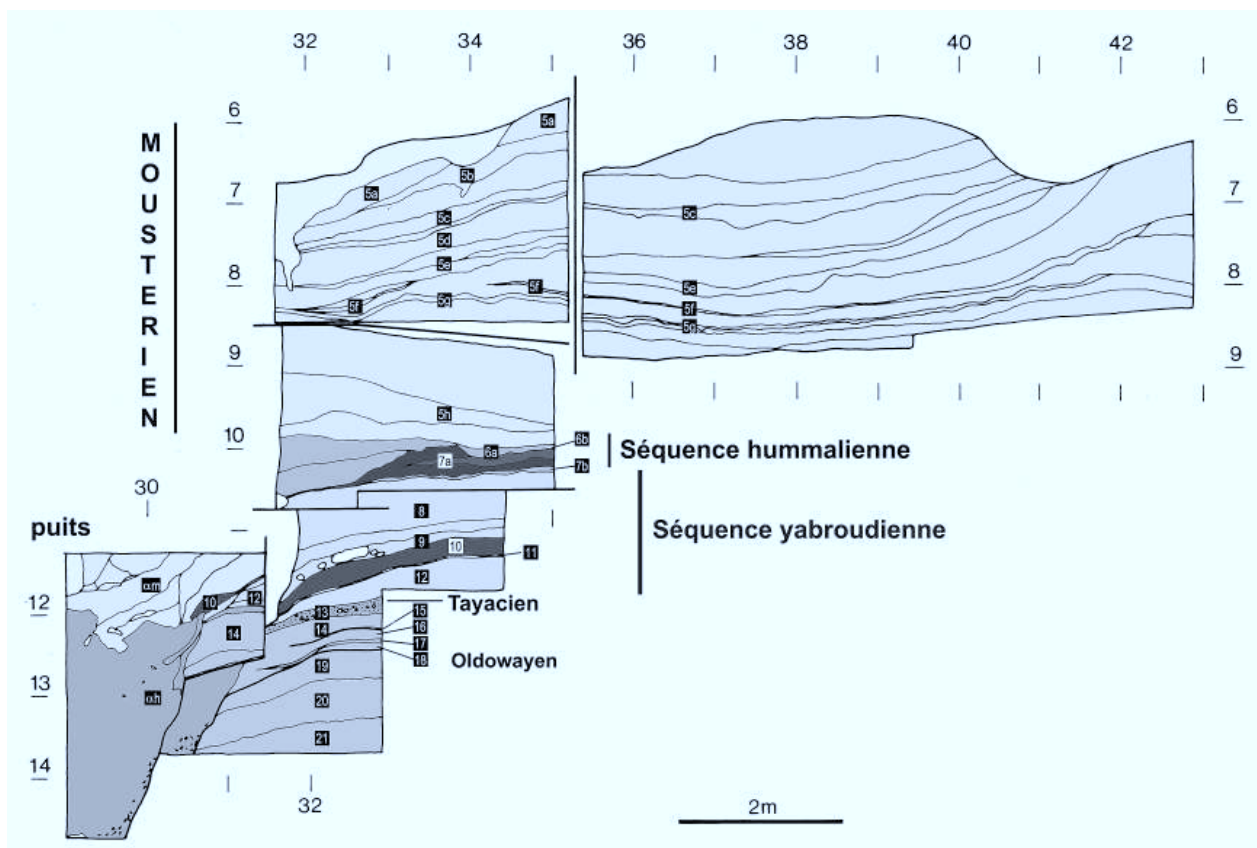 32 34 36 38 40 42
6 6
5a
MOUSTERIEN
5b
5a
7 7
5c 5c
5d
5e
8 8
5f 5e
5f 5f
5g 5g
9 9
5h
10
6b
6a
7a
7b
Séquence hummalienne
30
8
puits
Séquence yabroudienne
9
10
11
12
αm
12
10 12
13 15
Tayacien
14 14 16
17
18 Oldowayen
19
13
αh
20
21
14
32
2m